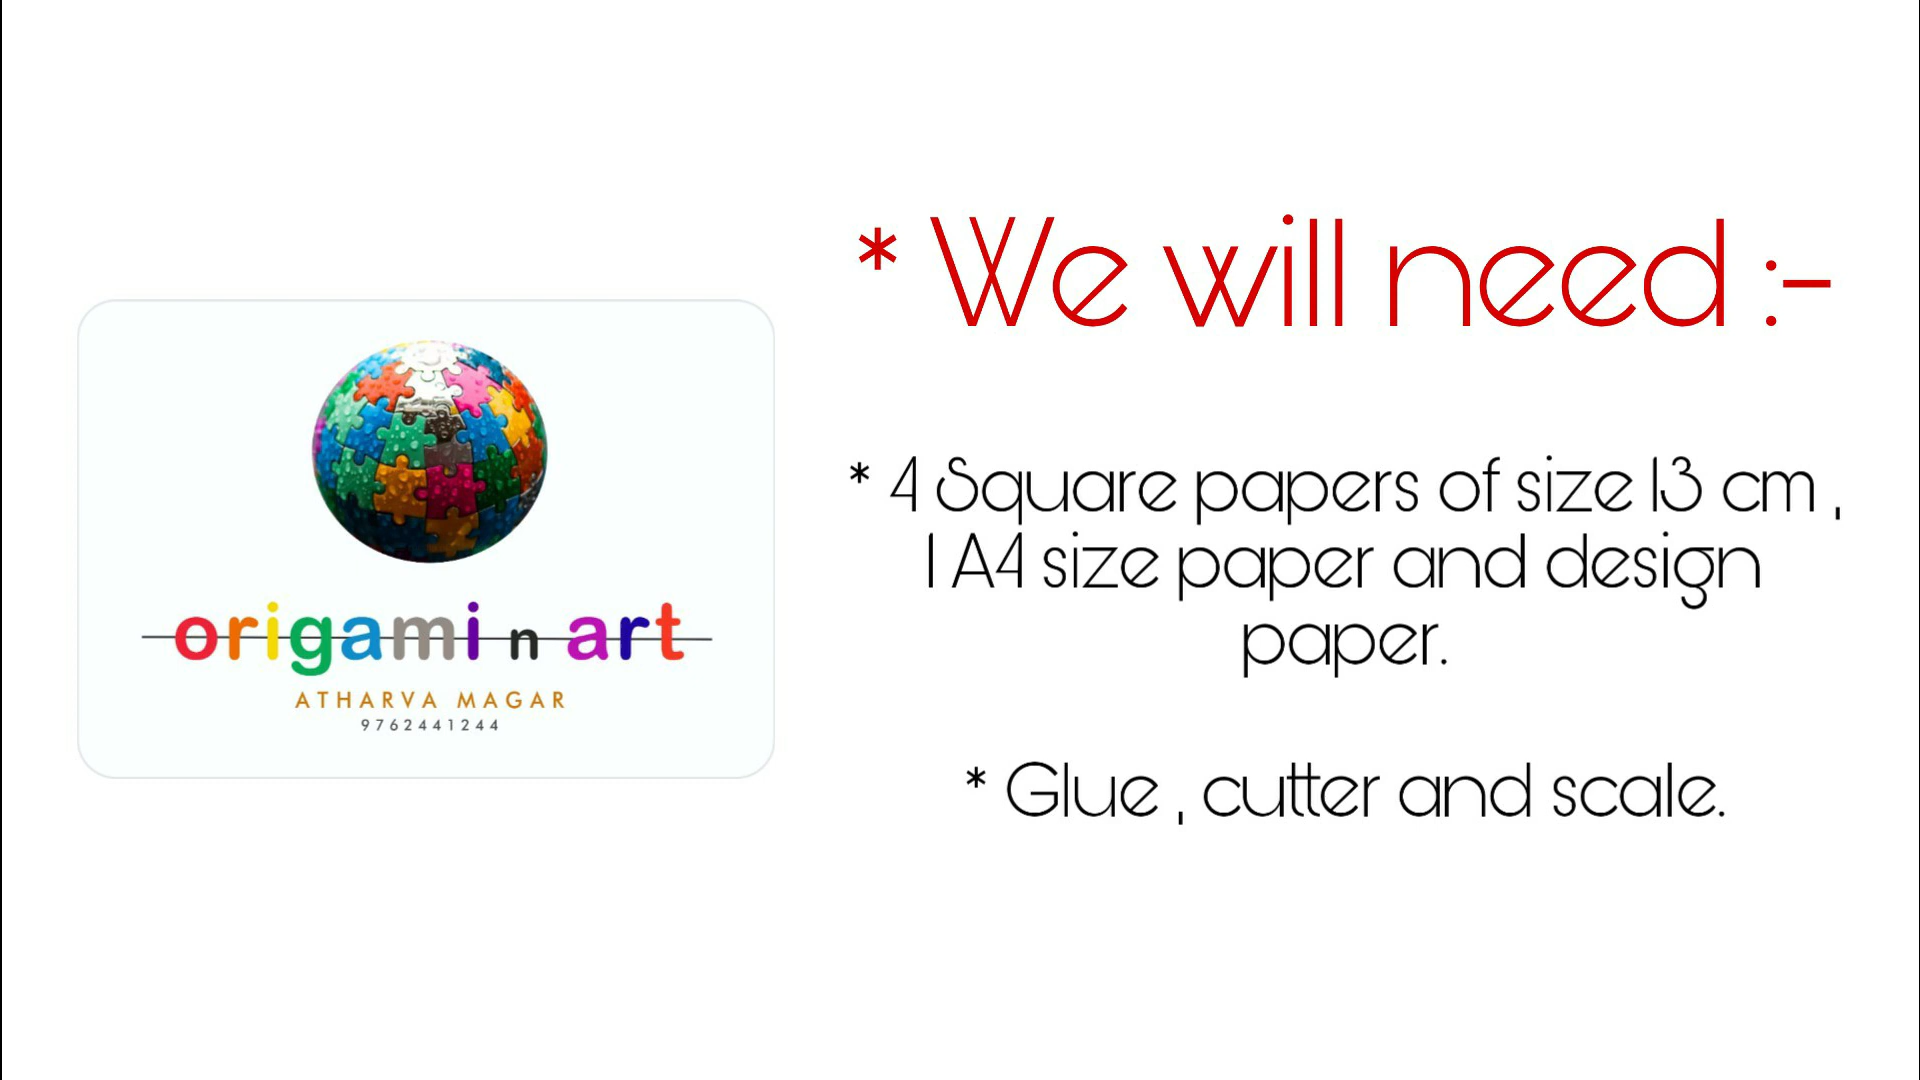 origami n art
ATHARVA MAGAR
9762441244
* We will need :-
* 4 Square papers of size 13 cm ,
1 A4 size paper and design
paper.
* Glue , cutter and scale.